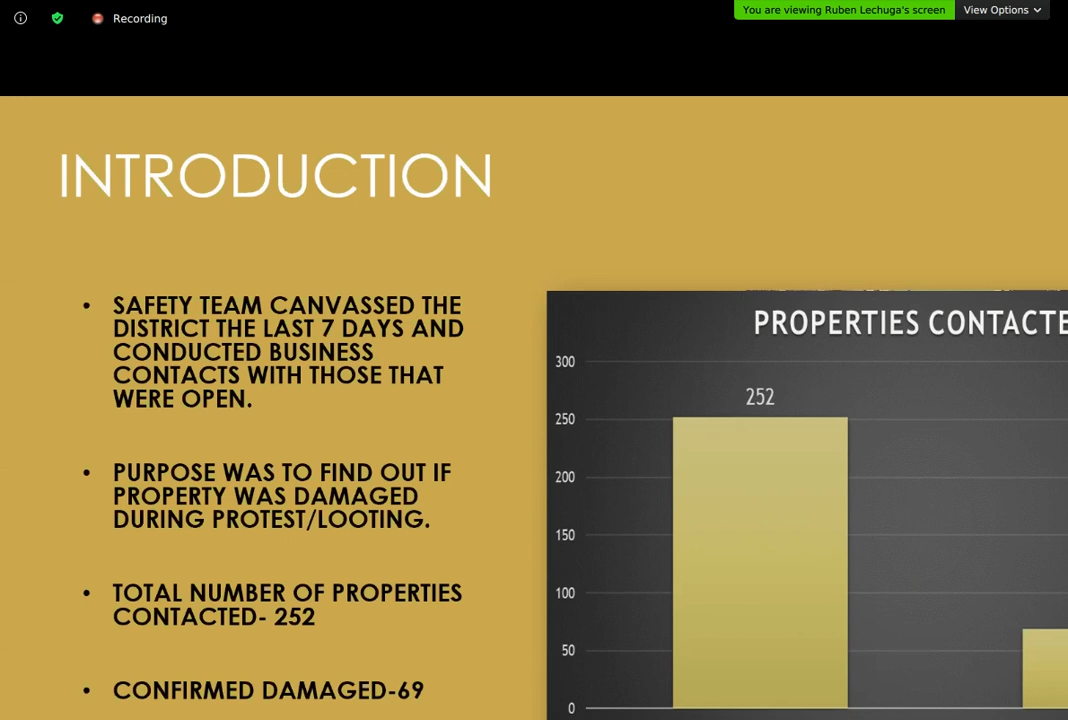 Recording
You are viewing Ruben Lechuga's screen
View Options
INTRODUCTION
• SAFETY TEAM CANVASSED THE
DISTRICT THE LAST 7 DAYS AND
CONDUCTED BUSINESS
CONTACTS WITH THOSE THAT
WERE OPEN.
• PURPOSE WAS TO FIND OUT IF
PROPERTY WAS DAMAGED
DURING PROTEST/LOOTING.
• TOTAL NUMBER OF PROPERTIES
CONTACTED- 252
• CONFIRMED DAMAGED-69
PROPERTIES CONTACTE
300
252
250
200
150
100
50
0